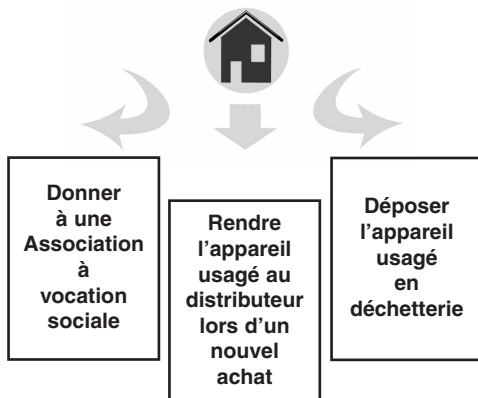 Donner
à une
Association
à
vocation
sociale
Rendre
l’appareil
usagé au
distributeur
lors d’un
nouvel
achat
Déposer
l’appareil
usagé
en
déchetterie